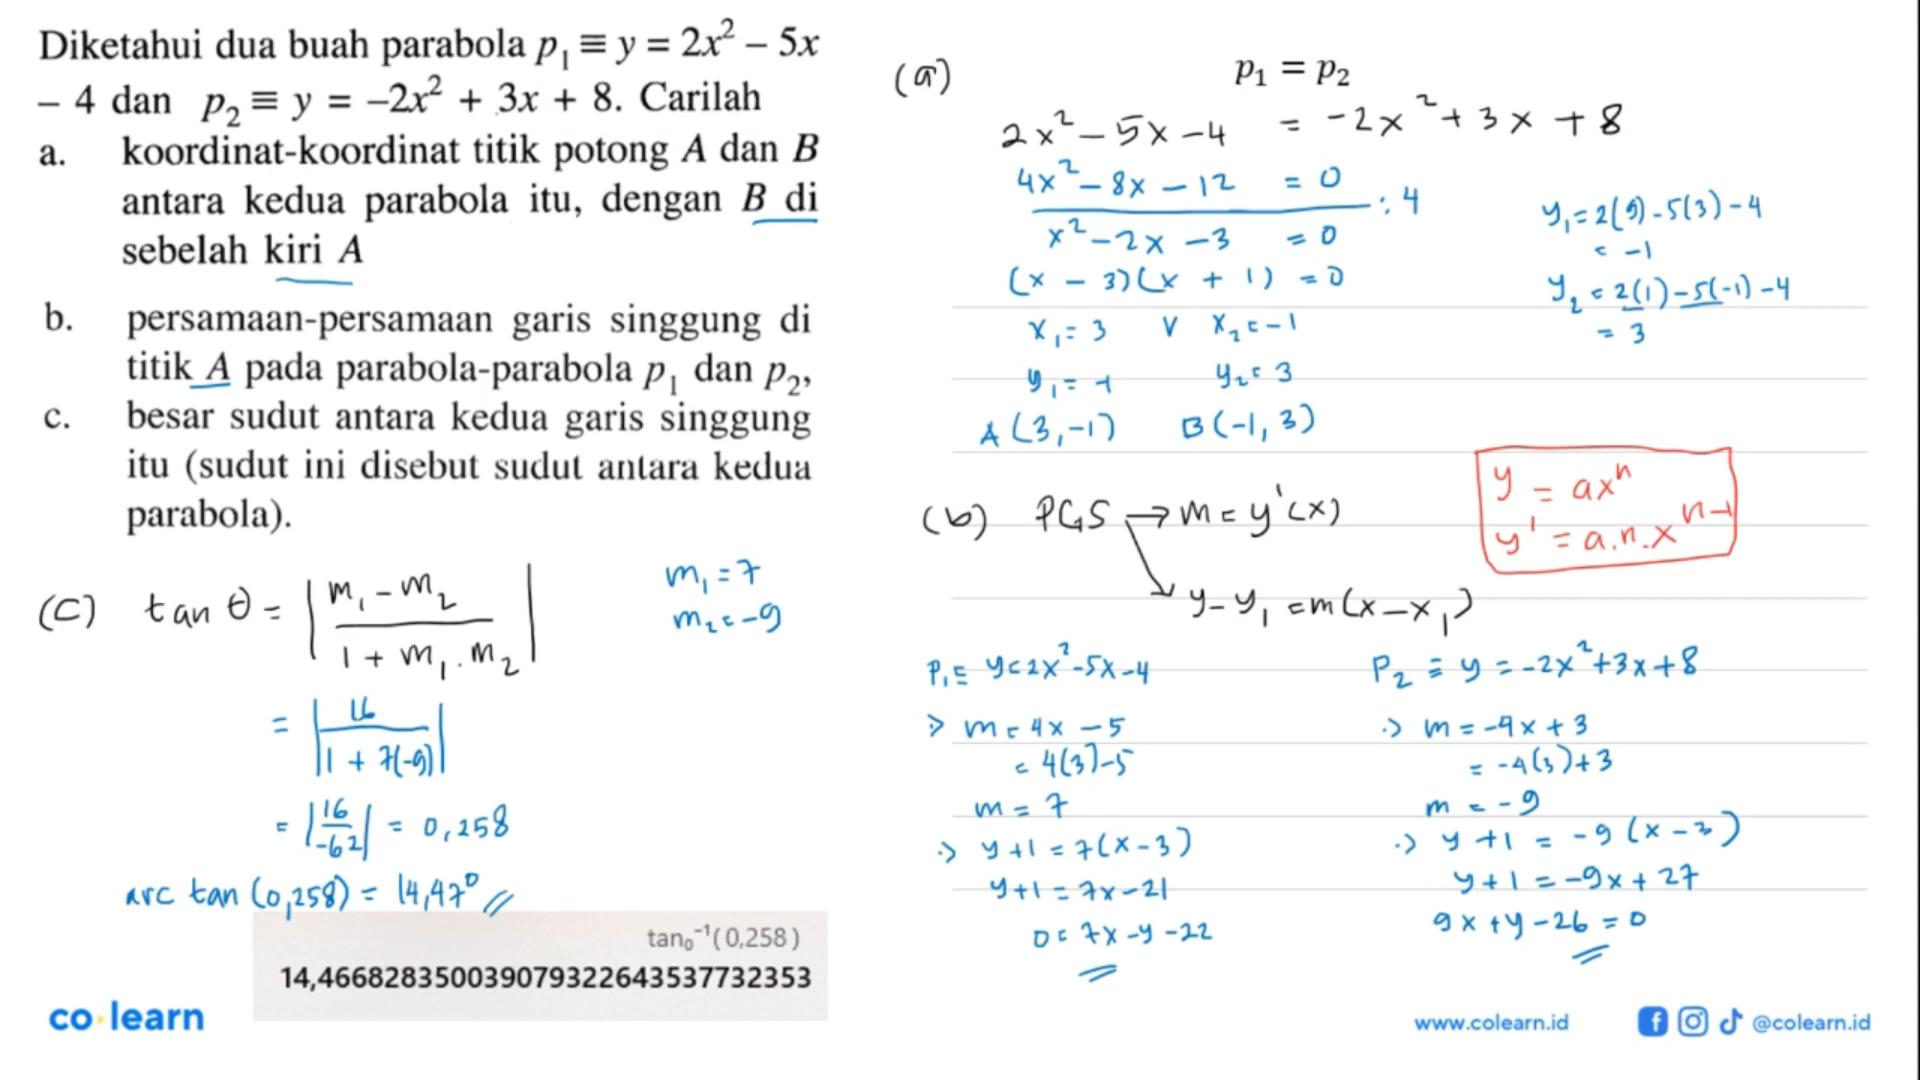 Diketahui dua buah parabola p₁ ≡ y = 2x² – 5x
– 4 dan p₂ ≡ y = –2x² + 3x + 8. Carilah
a. koordinat-koordinat titik potong A dan B
antara kedua parabola itu, dengan B di
sebelah kiri A
b. persamaan-persamaan garis singgung di
titik A pada parabola-parabola p₁ dan p₂,
c. besar sudut antara kedua garis singgung
itu (sudut ini disebut sudut antara kedua
parabola).
(c) tan θ = |(m₁ - m₂)/(1 + m₁ . m₂)|
m₁ = 7
m₂ = -9
= |16/(1 + 7(-9))|
= |16/-62| = 0,258
arc tan (0,258) = 14,47°
tan₀⁻¹(0,258)
14,466828350039079322643537732353
co learn
(a) p₁ = p₂
2x² - 5x - 4 = -2x² + 3x + 8
4x² - 8x - 12 = 0
: 4
x² - 2x - 3 = 0
(x - 3)(x + 1) = 0
x₁ = 3 V x₂ = -1
y₁ = -1 y₂ = 3
A (3, -1) B (-1, 3)
y₁ = 2(9) - 5(3) - 4
= -1
y₂ = 2(1) - 5(-1) - 4
= 3
(b) PGS → m = y'(x)
y - y₁ = m(x - x₁)
y = axⁿ
y' = a.n.xⁿ⁻¹
P₁ ≡ y = 2x² - 5x - 4
∴> m = 4x - 5
= 4(3) - 5
m = 7
∴> y + 1 = 7(x - 3)
y + 1 = 7x - 21
0 = 7x - y - 22
P₂ ≡ y = -2x² + 3x + 8
∴> m = -4x + 3
= -4(3) + 3
m = -9
∴> y + 1 = -9(x - 3)
y + 1 = -9x + 27
9x + y - 26 = 0
www.colearn.id
@colearn.id